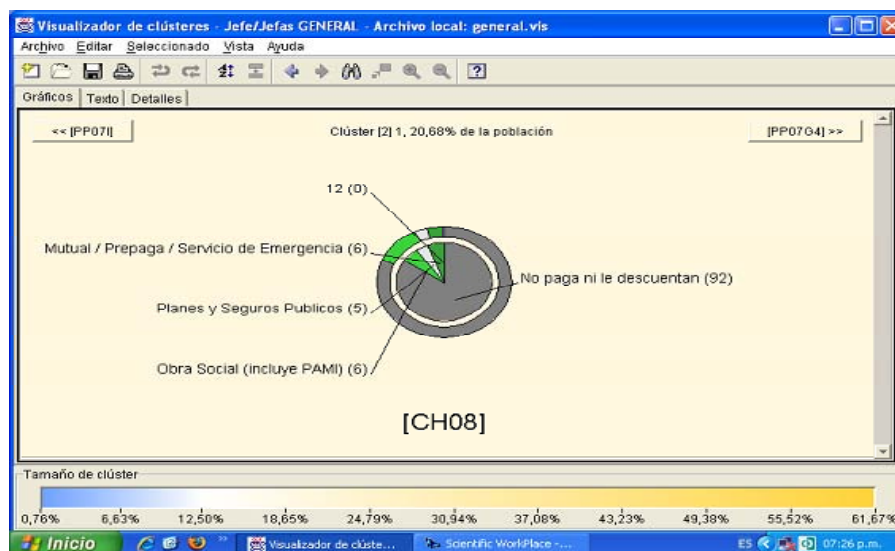 Visualizador de clústeres - Jefe/Jefas GENERAL - Archivo local: general.vis
Archivo Editar Seleccionado Vista Ayuda
Gráficos Texto Detalles
<< [PP07I] Clúster [2] 1, 20,68% de la población [PP07G4] >>
12 (0)
Mutual / Prepaga / Servicio de Emergencia (6)
No paga ni le descuentan (92)
Planes y Seguros Publicos (5)
Obra Social (incluye PAMI) (6)
[CH08]
Tamaño de clúster
0,76% 6,63% 12,50% 18,65% 24,79% 30,94% 37,08% 43,23% 49,38% 55,52% 61,67%
Inicio Visualizador de clúste... Scientific WorkPlace -... ES 07:26 p.m.